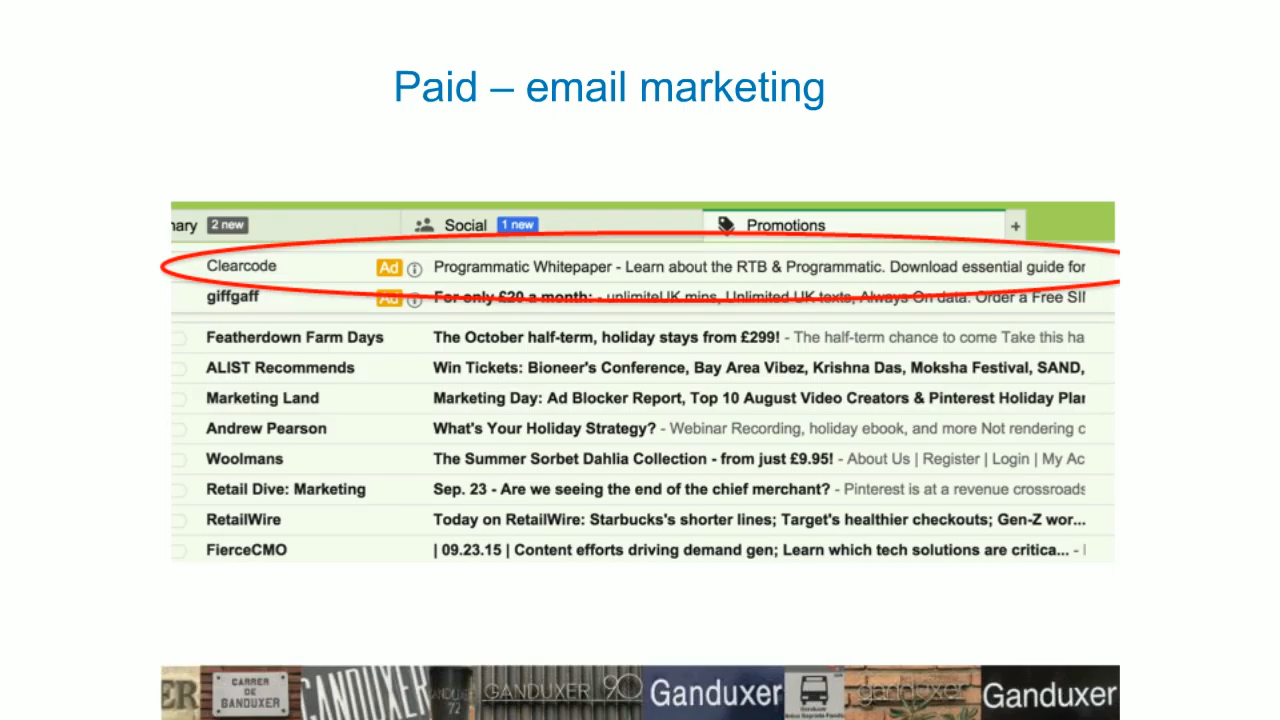 Paid – email marketing
nary 2 new Social 1 new Promotions +
Clearcode Ad Programmatic Whitepaper - Learn about the RTB & Programmatic. Download essential guide for
giffgaff Ad For only £20 a month: - unlimiteUK mins, Unlimited UK texts, Always On data. Order a Free SIM
Featherdown Farm Days The October half-term, holiday stays from £299! - The half-term chance to come Take this ha
ALIST Recommends Win Tickets: Bioneer's Conference, Bay Area Vibez, Krishna Das, Moksha Festival, SAND,
Marketing Land Marketing Day: Ad Blocker Report, Top 10 August Video Creators & Pinterest Holiday Plan
Andrew Pearson What's Your Holiday Strategy? - Webinar Recording, holiday ebook, and more Not rendering c
Woolmans The Summer Sorbet Dahlia Collection - from just £9.95! - About Us | Register | Login | My Ac
Retail Dive: Marketing Sep. 23 - Are we seeing the end of the chief merchant? - Pinterest is at a revenue crossroads
RetailWire Today on RetailWire: Starbucks's shorter lines; Target's healthier checkouts; Gen-Z wor...
FierceCMO | 09.23.15 | Content efforts driving demand gen; Learn which tech solutions are critica... -
ER CARRER DE GANDUXER GANDUXER 72 GANDUXER 90 Ganduxer Ganduxer ganduxer Ganduxer